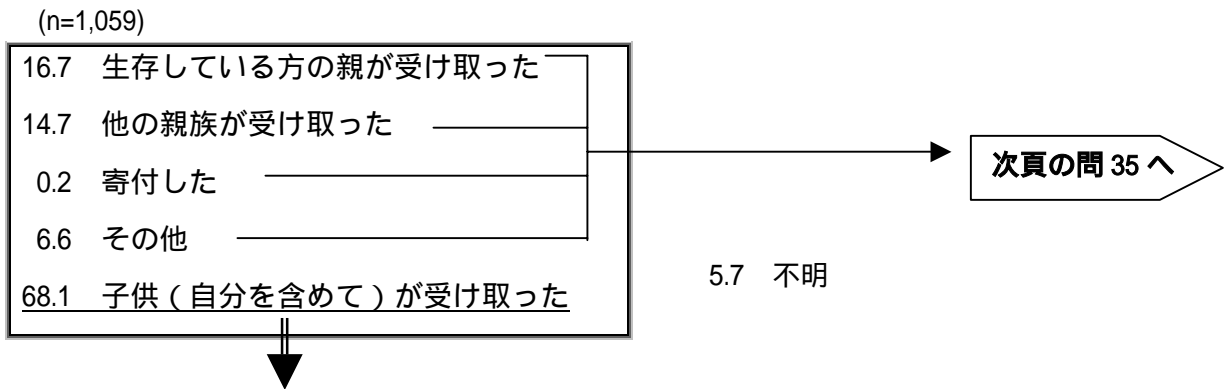 (n=1,059)
16.7 生存している方の親が受け取った
14.7 他の親族が受け取った
0.2 寄付した
6.6 その他
68.1 子供(自分を含めて)が受け取った
次頁の問 35 へ
5.7 不明